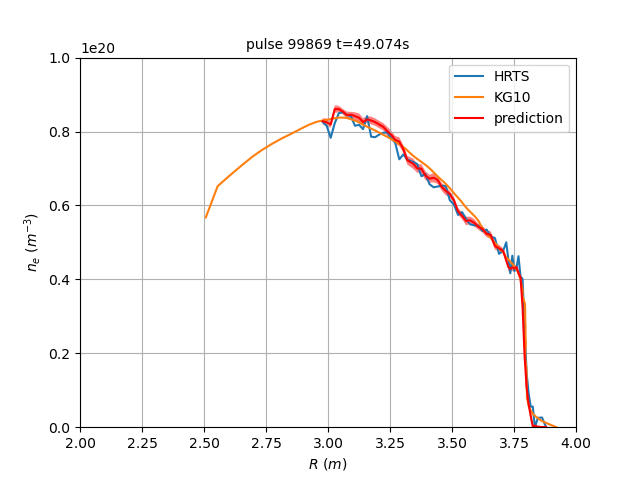 pulse 99869 t=49.074s
1e20
1.0
0.8
0.6
0.4
0.2
0.0
n_e (m^{-3})
HRTS
KG10
prediction
2.00 2.25 2.50 2.75 3.00 3.25 3.50 3.75 4.00
R (m)